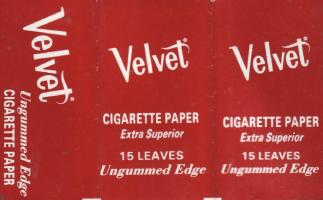 Velvet®
Ungummed Edge
CIGARETTE PAPER
Velvet®
CIGARETTE PAPER
Extra Superior
15 LEAVES
Ungummed Edge
Velvet®
CIGARETTE PAPER
Extra Superior
15 LEAVES
Ungummed Edge